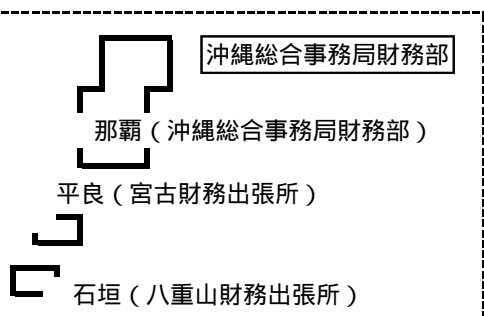 沖縄総合事務局財務部
那覇（沖縄総合事務局財務部）
平良（宮古財務出張所）
石垣（八重山財務出張所）